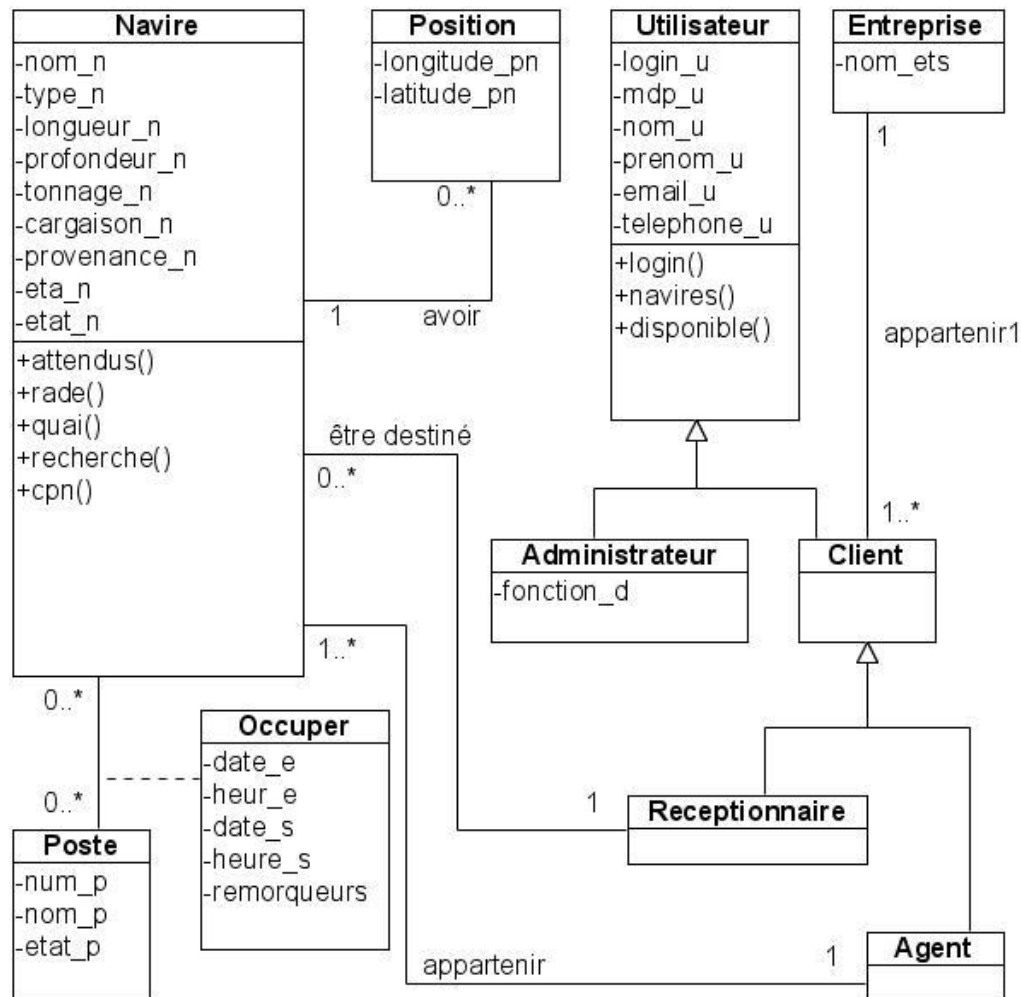 Navire
-nom_n
-type_n
-longueur_n
-profondeur_n
-tonnage_n
-cargaison_n
-provenance_n
-eta_n
-etat_n
+attendus()
+rade()
+quai()
+recherche()
+cpn()
Position
-longitude_pn
-latitude_pn
0..*
1
avoir
Utilisateur
-login_u
-mdp_u
-nom_u
-prenom_u
-email_u
-telephone_u
+login()
+navires()
+disponible()
Entreprise
-nom_ets
1
appartenir1
1..*
être destiné
0..*
Administrateur
-fonction_d
Client
1..*
0..*
0..*
Occuper
-date_e
-heur_e
-date_s
-heure_s
-remorqueurs
1
Receptionnaire
Poste
-num_p
-nom_p
-etat_p
appartenir
1
Agent